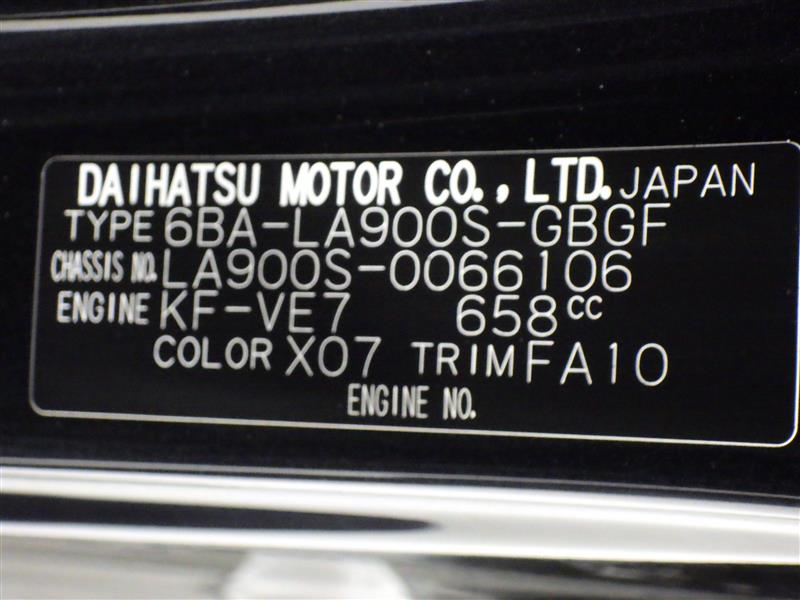 DAIHATSU MOTOR CO., LTD. JAPAN
TYPE 6BA-LA900S-GBGF
CHASSIS NO. LA900S-0066106
ENGINE KF-VE7 658cc
COLOR X07 TRIM FA10
ENGINE NO.